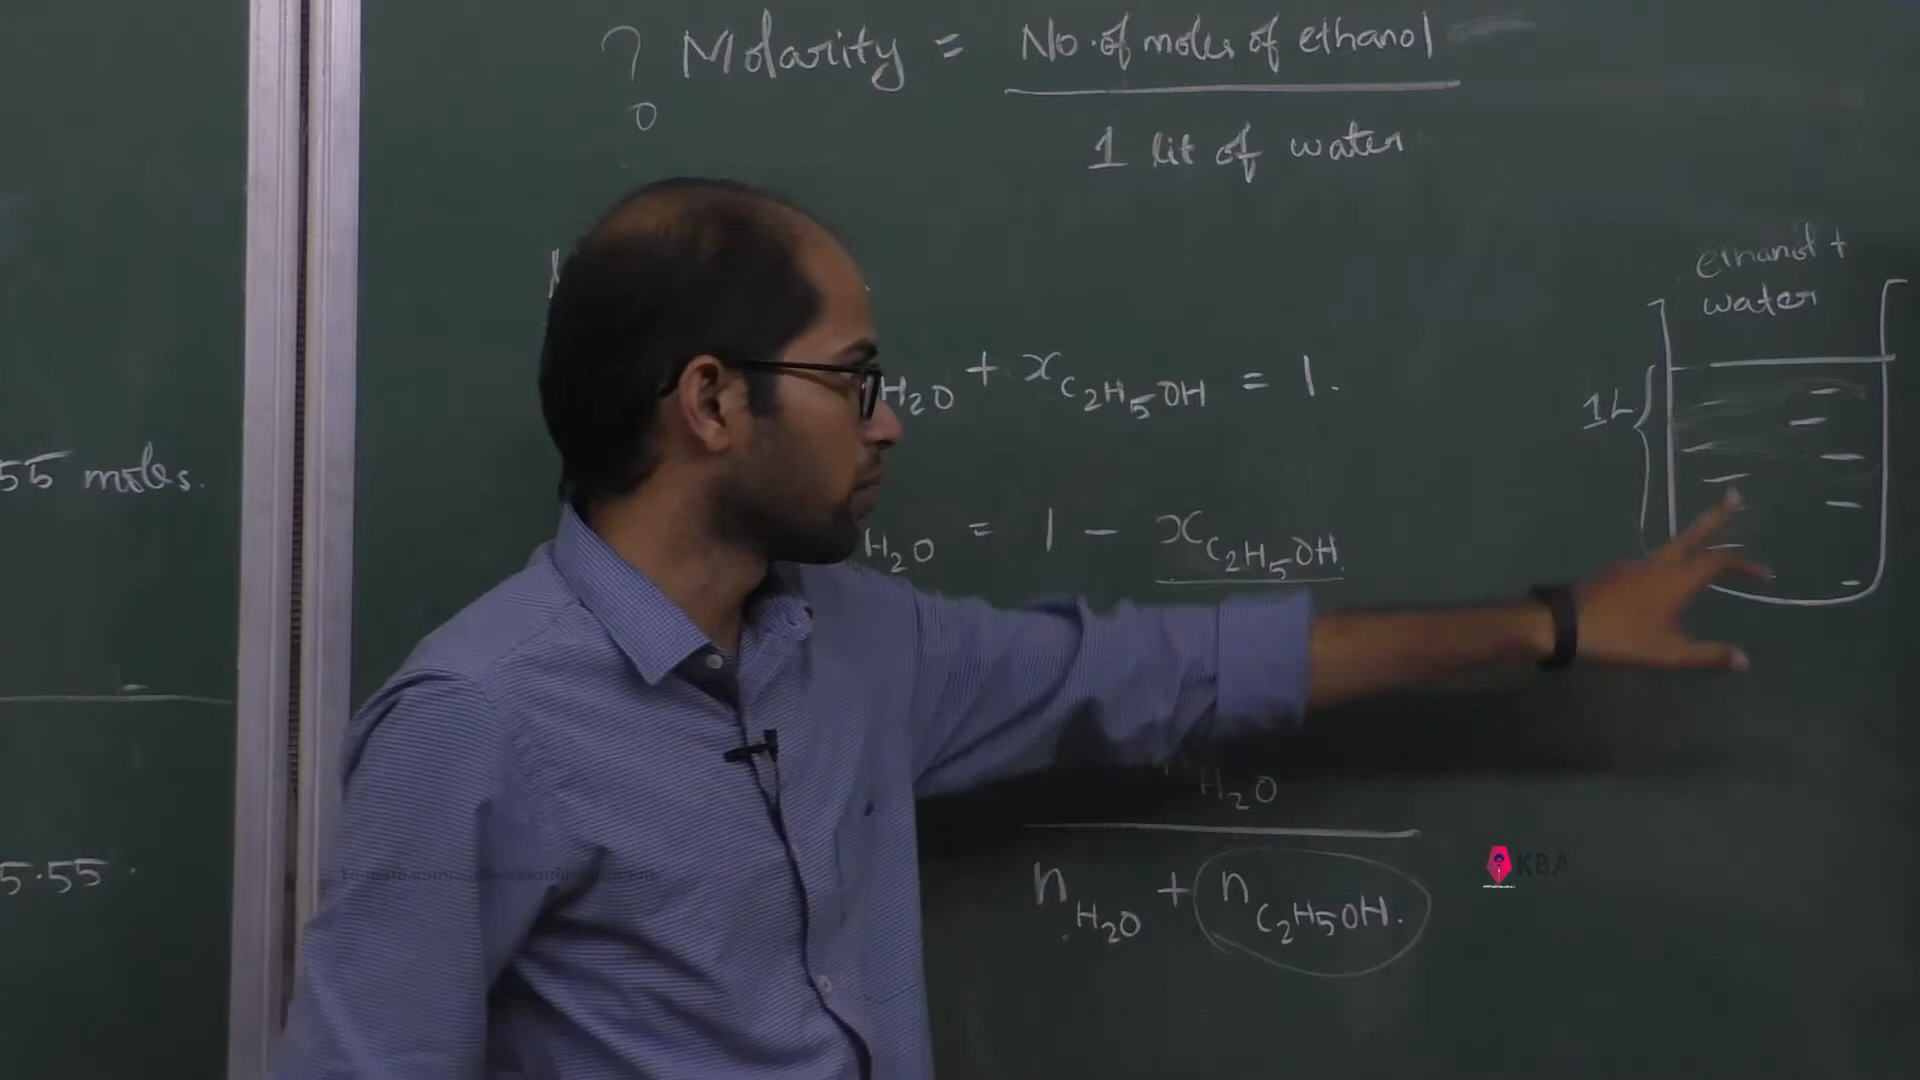 ? Molarity = No. of moles of ethanol
1 lit of water
ethanol +
water
H2O + xC2H5OH = 1.
1L
55 moles.
H2O = 1 - xC2H5OH.
H2O
nH2O + nC2H5OH.
5.55.
KBA